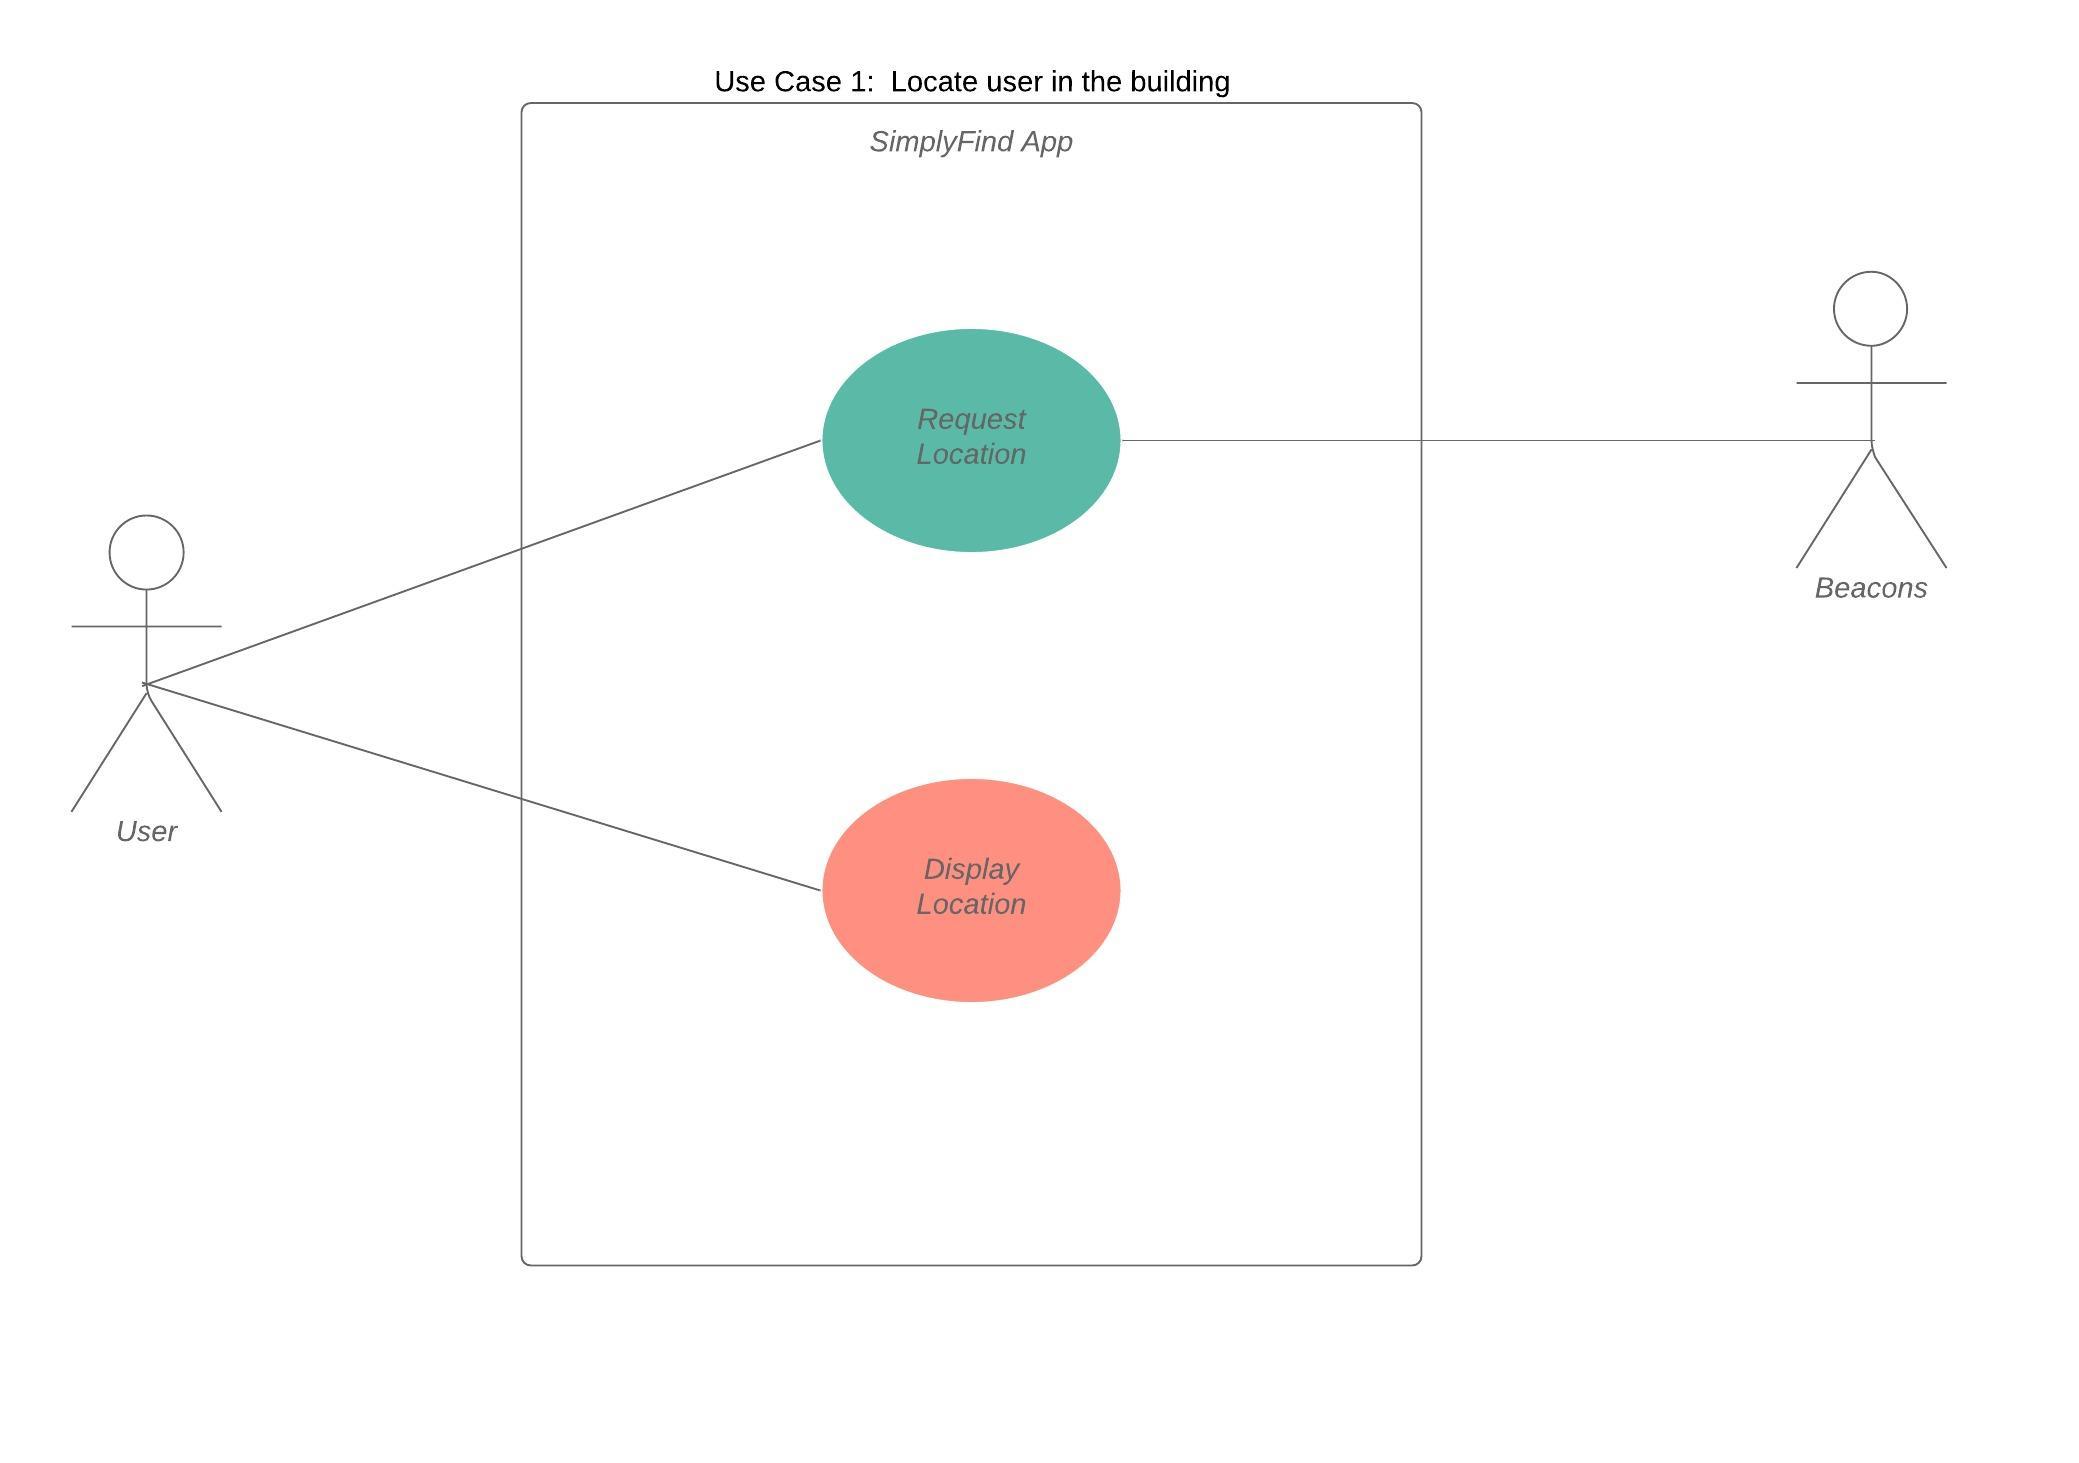 Use Case 1:  Locate user in the building
SimplyFind App
Request
Location
Beacons
User
Display
Location